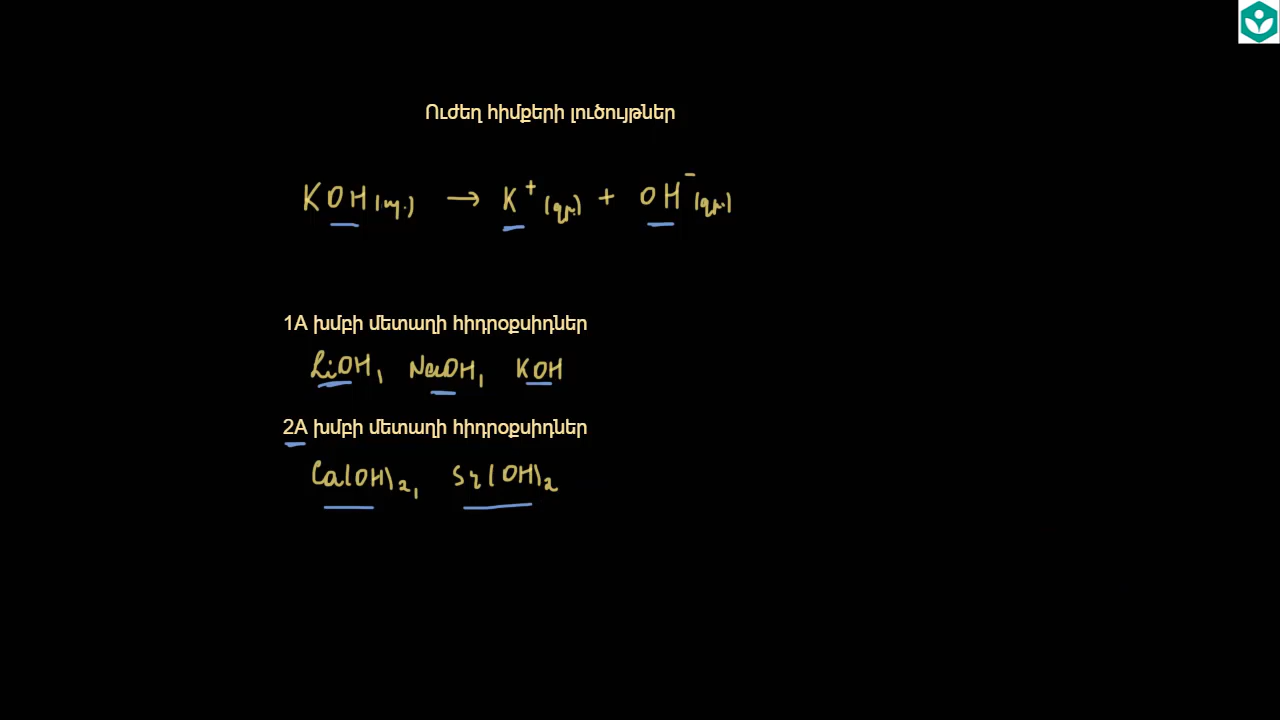 Ուժեղ հիմքերի լուծույթներ
KOH(պ.) → K⁺(ջր.) + OH⁻(ջր.)
1A խմբի մետաղի հիդրօքսիդներ
LiOH, NaOH, KOH
2A խմբի մետաղի հիդրօքսիդներ
Ca(OH)₂, Sr(OH)₂